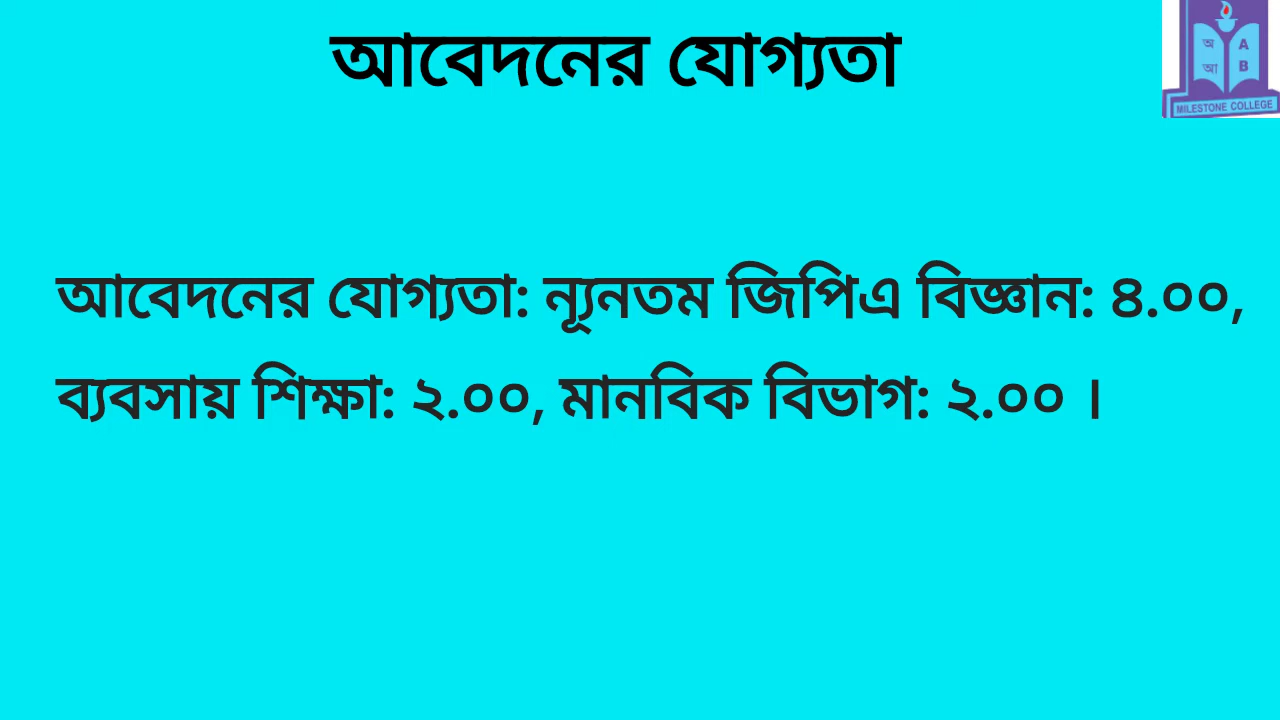 আবেদনের যোগ্যতা
অ A
আ B
MILESTONE COLLEGE
আবেদনের যোগ্যতা: ন্যূনতম জিপিএ বিজ্ঞান: ৪.০০,
ব্যবসায় শিক্ষা: ২.০০, মানবিক বিভাগ: ২.০০ ।